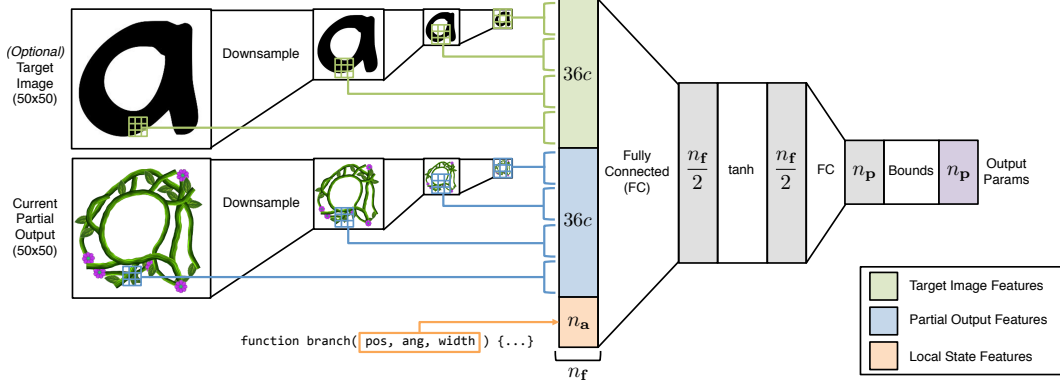 (Optional)
Target
Image
(50x50)
Downsample
36c
Current
Partial
Output
(50x50)
Downsample
36c
function branch( pos, ang, width ) {...}
n_a
n_f
Fully
Connected
(FC)
n_f
2
tanh
n_f
2
FC
n_p
Bounds
n_p
Output
Params
Target Image Features
Partial Output Features
Local State Features